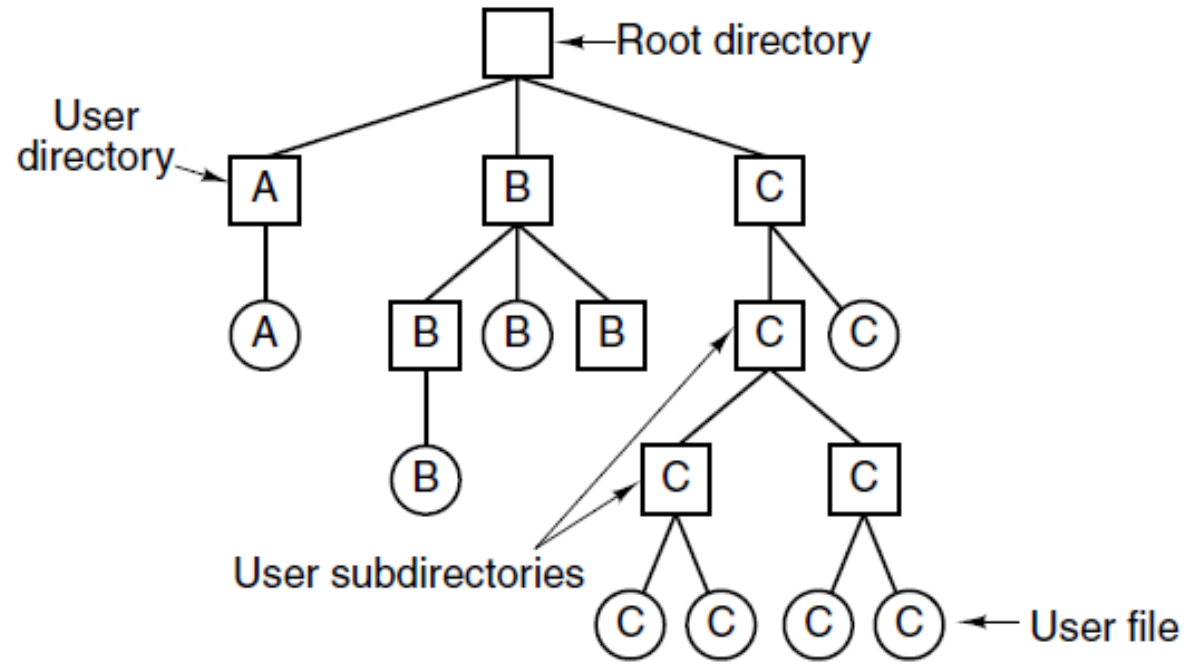 Root directory
User
directory
A
B
C
A
B
B
B
C
C
B
C
C
User subdirectories
C
C
C
C
User file